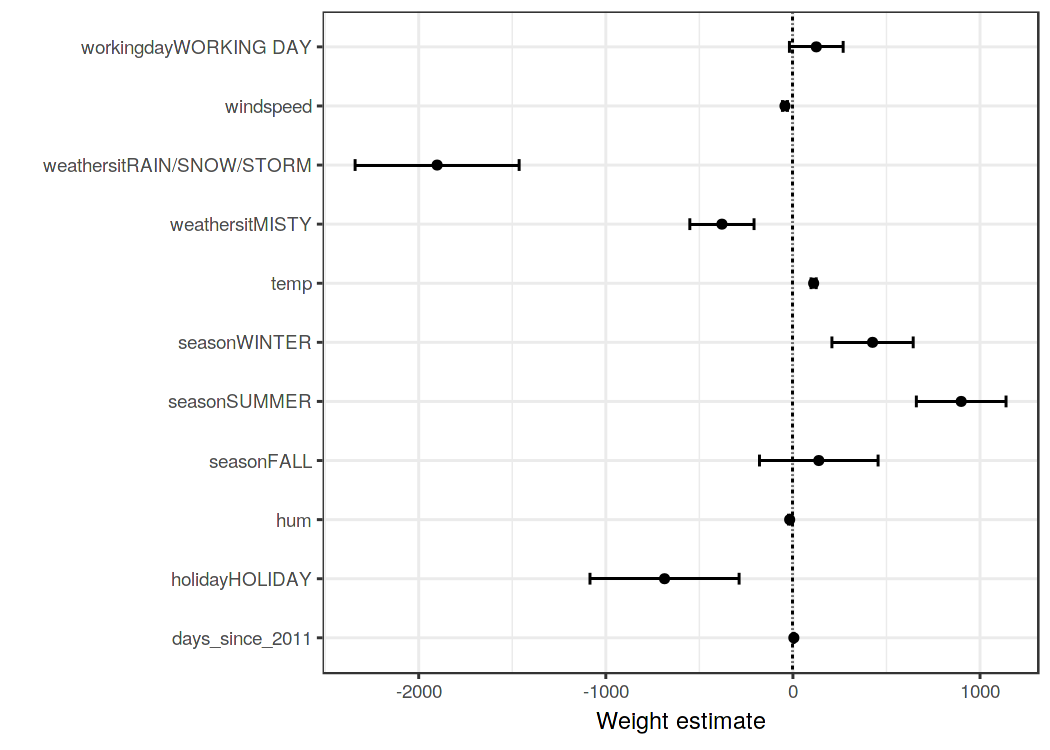 workingdayWORKING DAY
windspeed
weathersitRAIN/SNOW/STORM
weathersitMISTY
temp
seasonWINTER
seasonSUMMER
seasonFALL
hum
holidayHOLIDAY
days_since_2011
-2000 -1000 0 1000
Weight estimate